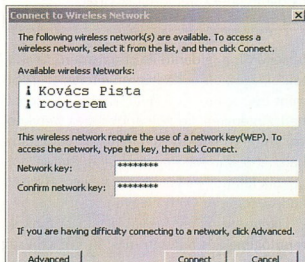 Connect to Wireless Network
The following wireless network(s) are available. To access a
wireless network, select it from the list, and then click Connect.
Available wireless Networks:
Kovács Pista
rooterem
This wireless network require the use of a network key(WEP). To
access the network, type the key, then click Connect.
Network key: ********
Confirm network key: ********
If you are having difficulty connecting to a network, click Advanced.
Advanced Connect Cancel